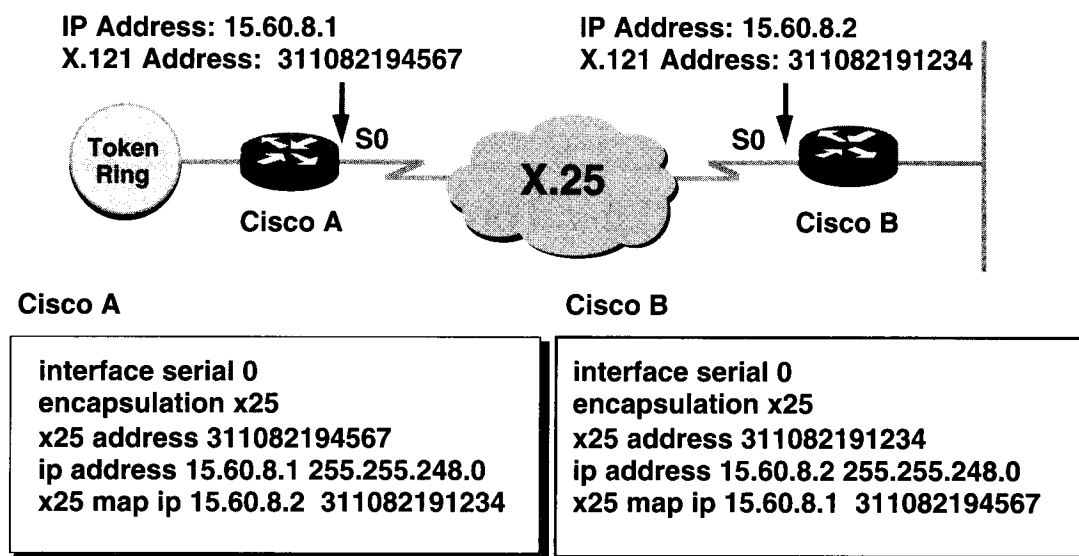 IP Address: 15.60.8.1
X.121 Address: 311082194567
IP Address: 15.60.8.2
X.121 Address: 311082191234
Token
Ring
S0
X.25
S0
Cisco A
Cisco B
Cisco A
interface serial 0
encapsulation x25
x25 address 311082194567
ip address 15.60.8.1 255.255.248.0
x25 map ip 15.60.8.2 311082191234
Cisco B
interface serial 0
encapsulation x25
x25 address 311082191234
ip address 15.60.8.2 255.255.248.0
x25 map ip 15.60.8.1 311082194567